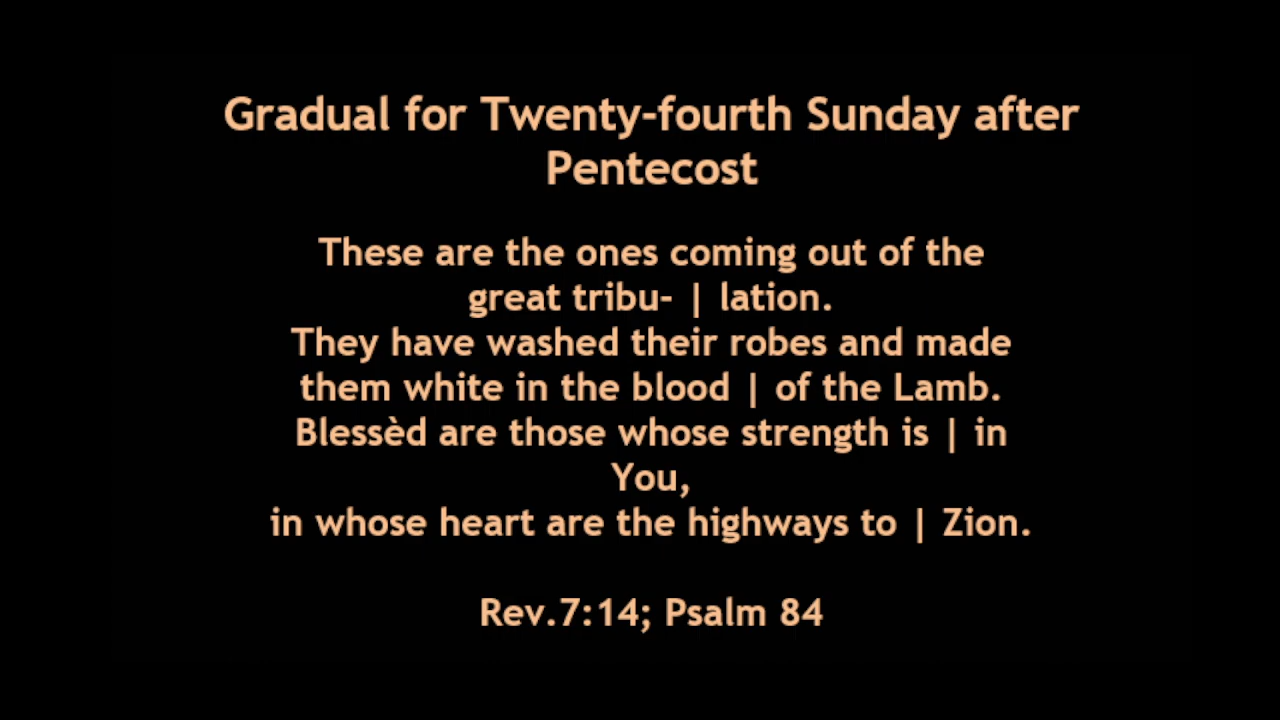 Gradual for Twenty-fourth Sunday after
Pentecost
These are the ones coming out of the
great tribu- | lation.
They have washed their robes and made
them white in the blood | of the Lamb.
Blessèd are those whose strength is | in
You,
in whose heart are the highways to | Zion.
Rev.7:14; Psalm 84